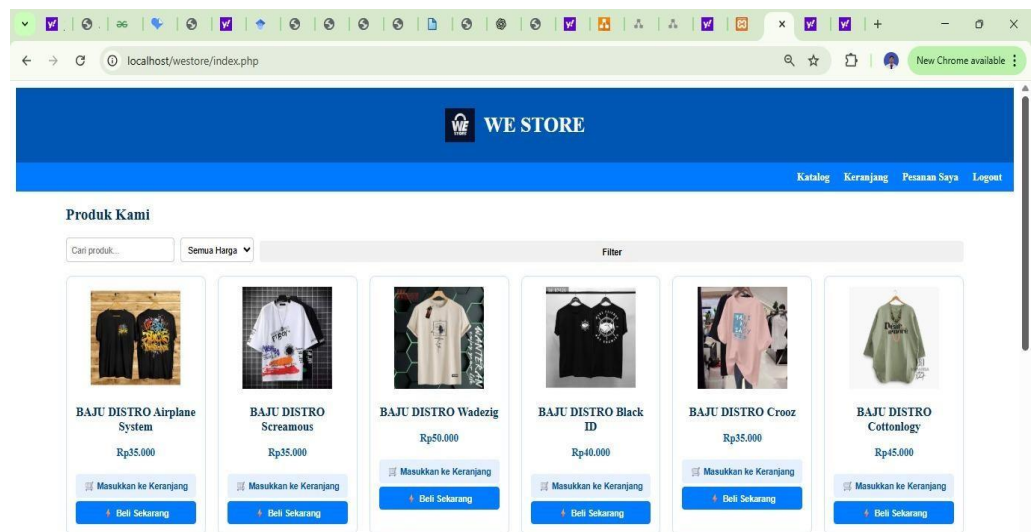 localhost/westore/index.php
New Chrome available
WE STORE
WE STORE
Katalog Keranjang Pesanan Saya Logout
Produk Kami
Cari produk...
Semua Harga
Filter
BAJU DISTRO Airplane System
Rp35.000
Masukkan ke Keranjang
Beli Sekarang
BAJU DISTRO Screamous
Rp35.000
Masukkan ke Keranjang
Beli Sekarang
BAJU DISTRO Wadezig
Rp50.000
Masukkan ke Keranjang
Beli Sekarang
BAJU DISTRO Black ID
Rp40.000
Masukkan ke Keranjang
Beli Sekarang
BAJU DISTRO Crooz
Rp35.000
Masukkan ke Keranjang
Beli Sekarang
BAJU DISTRO Cottonlogy
Rp45.000
Masukkan ke Keranjang
Beli Sekarang